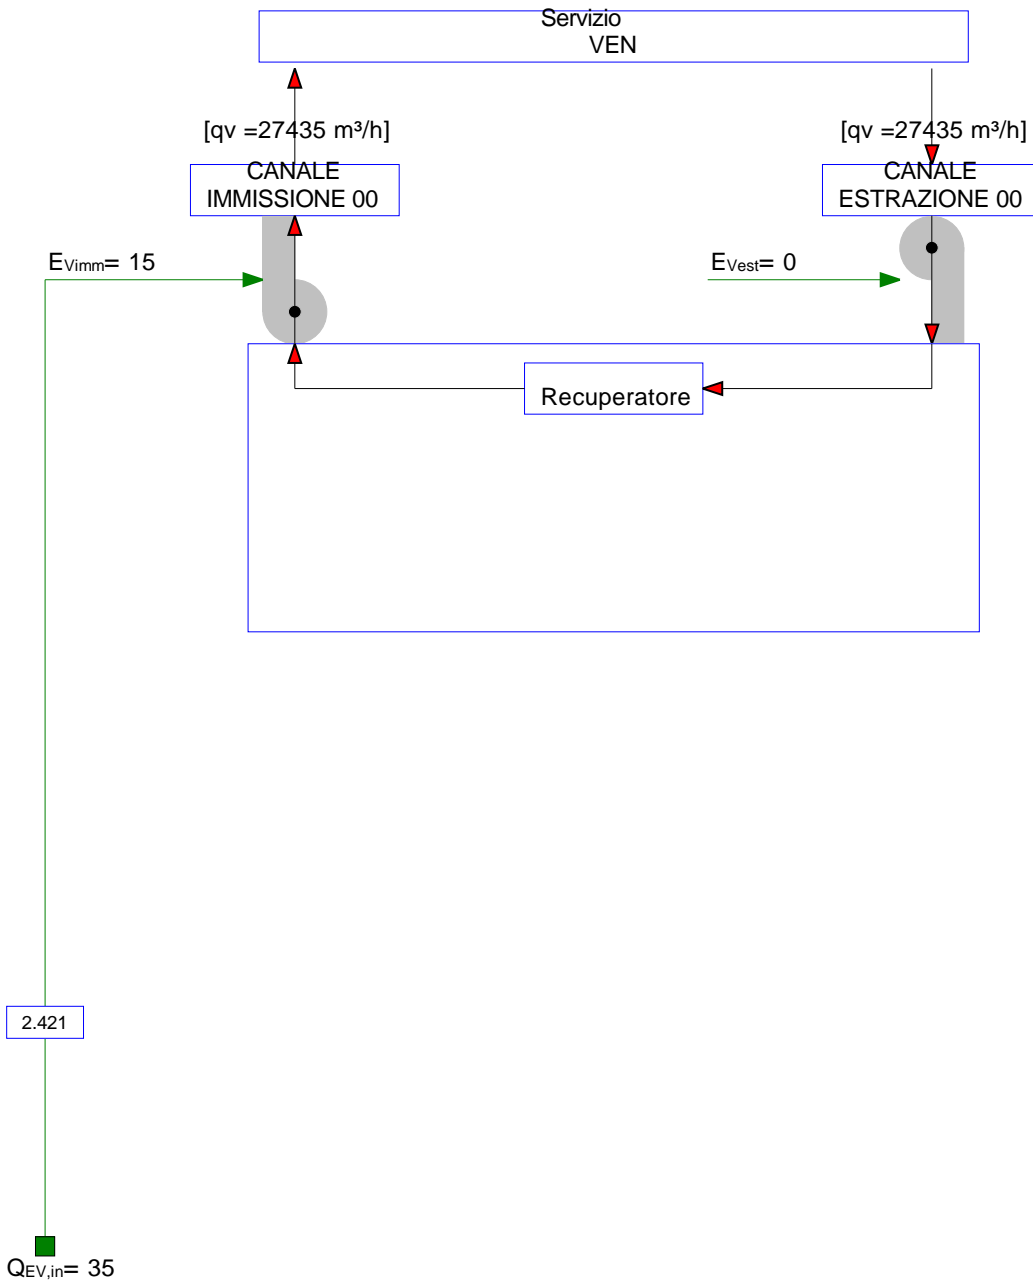 Servizio
VEN
[qv =27435 m³/h] [qv =27435 m³/h]
CANALE
IMMISSIONE 00
CANALE
ESTRAZIONE 00
EVimm= 15
EVest= 0
Recuperatore
2.421
QEV,in= 35